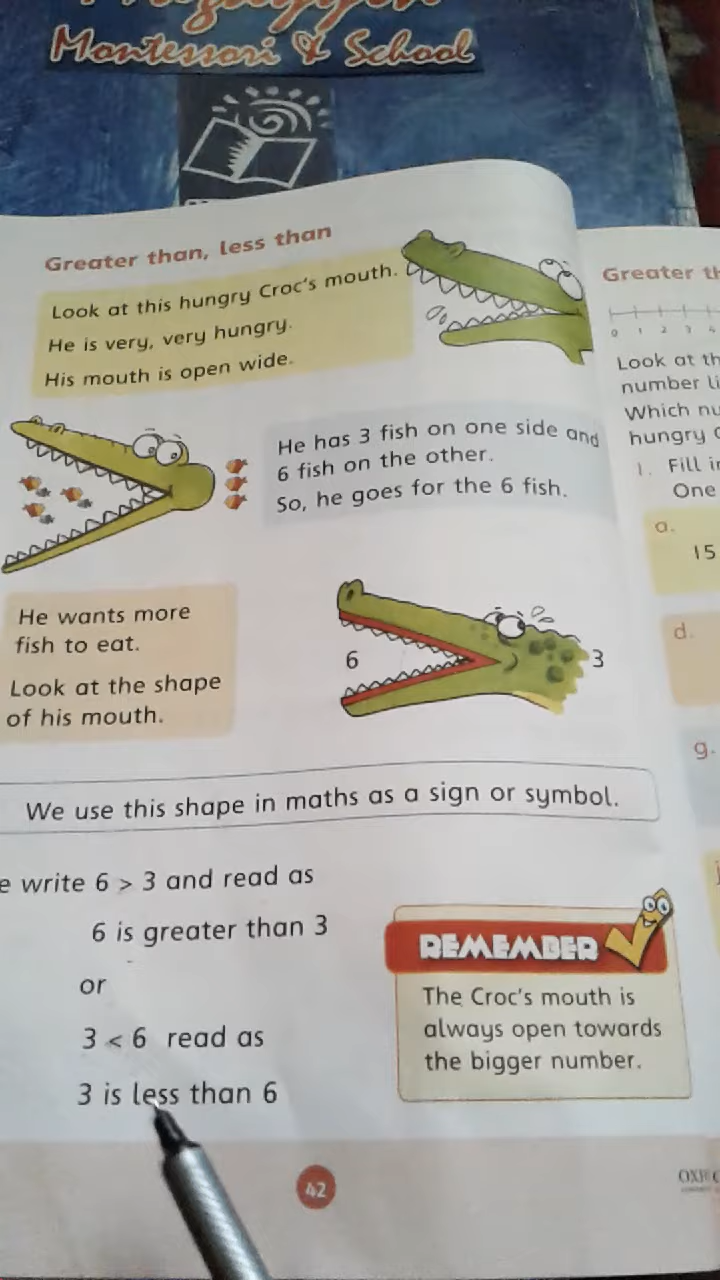 Montessori & School
Greater than, less than
Look at this hungry Croc's mouth.
He is very, very hungry.
His mouth is open wide.
He has 3 fish on one side and
6 fish on the other.
So, he goes for the 6 fish.
He wants more
fish to eat.
Look at the shape
of his mouth.
6
3
We use this shape in maths as a sign or symbol.
write 6 > 3 and read as
6 is greater than 3
or
3 < 6 read as
3 is less than 6
REMEMBER
The Croc's mouth is
always open towards
the bigger number.
42
Greater
0 1 2 3 4
Look at
number
Which
hungry
1. Fill
One
a.
15
d.
g.